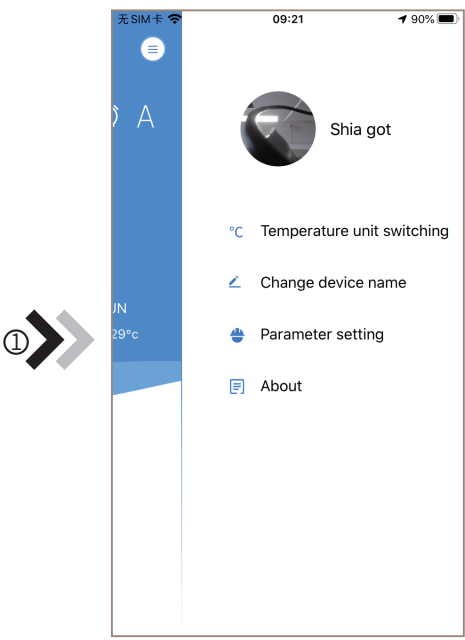 无SIM卡 09:21 90%
A
Shia got
°C Temperature unit switching
Change device name
UN
①
29°c
Parameter setting
About